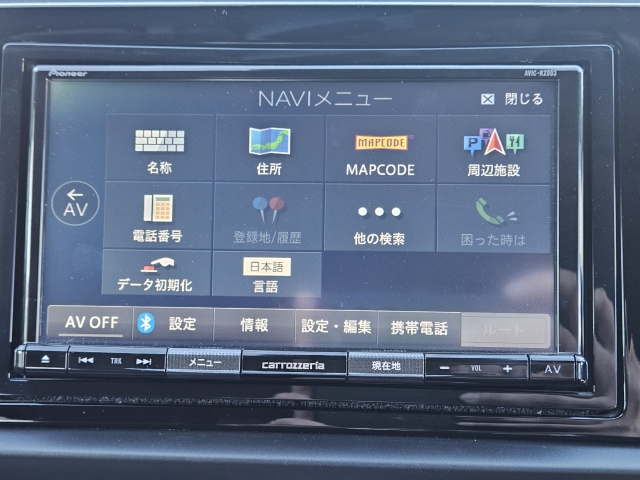 Pioneer
AVIC-RZ003
NAVIメニュー
閉じる
名称
住所
MAPCODE
MAPCODE
周辺施設
AV
電話番号
登録地/履歴
他の検索
困った時は
データ初期化
日本語
言語
AV OFF
設定
情報
設定・編集
携帯電話
ルート
TRK
メニュー
carrozzeria
現在地
− VOL +
AV